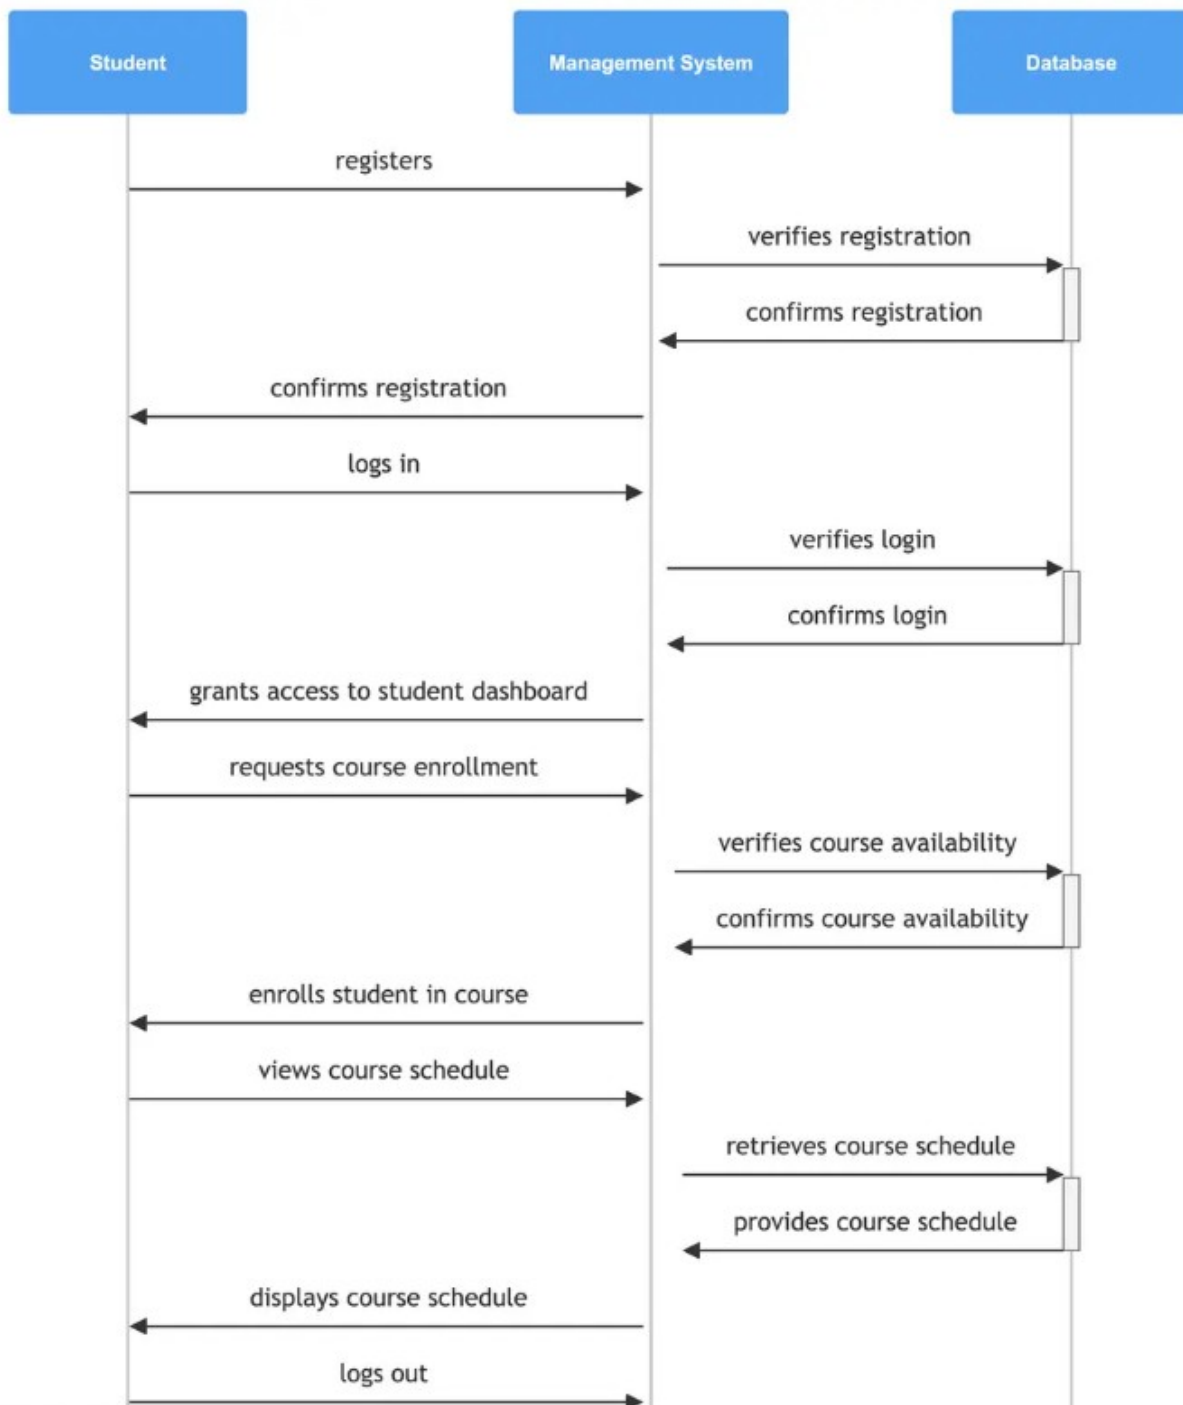 Student
Management System
Database
registers
verifies registration
confirms registration
confirms registration
logs in
verifies login
confirms login
grants access to student dashboard
requests course enrollment
verifies course availability
confirms course availability
enrolls student in course
views course schedule
retrieves course schedule
provides course schedule
displays course schedule
logs out